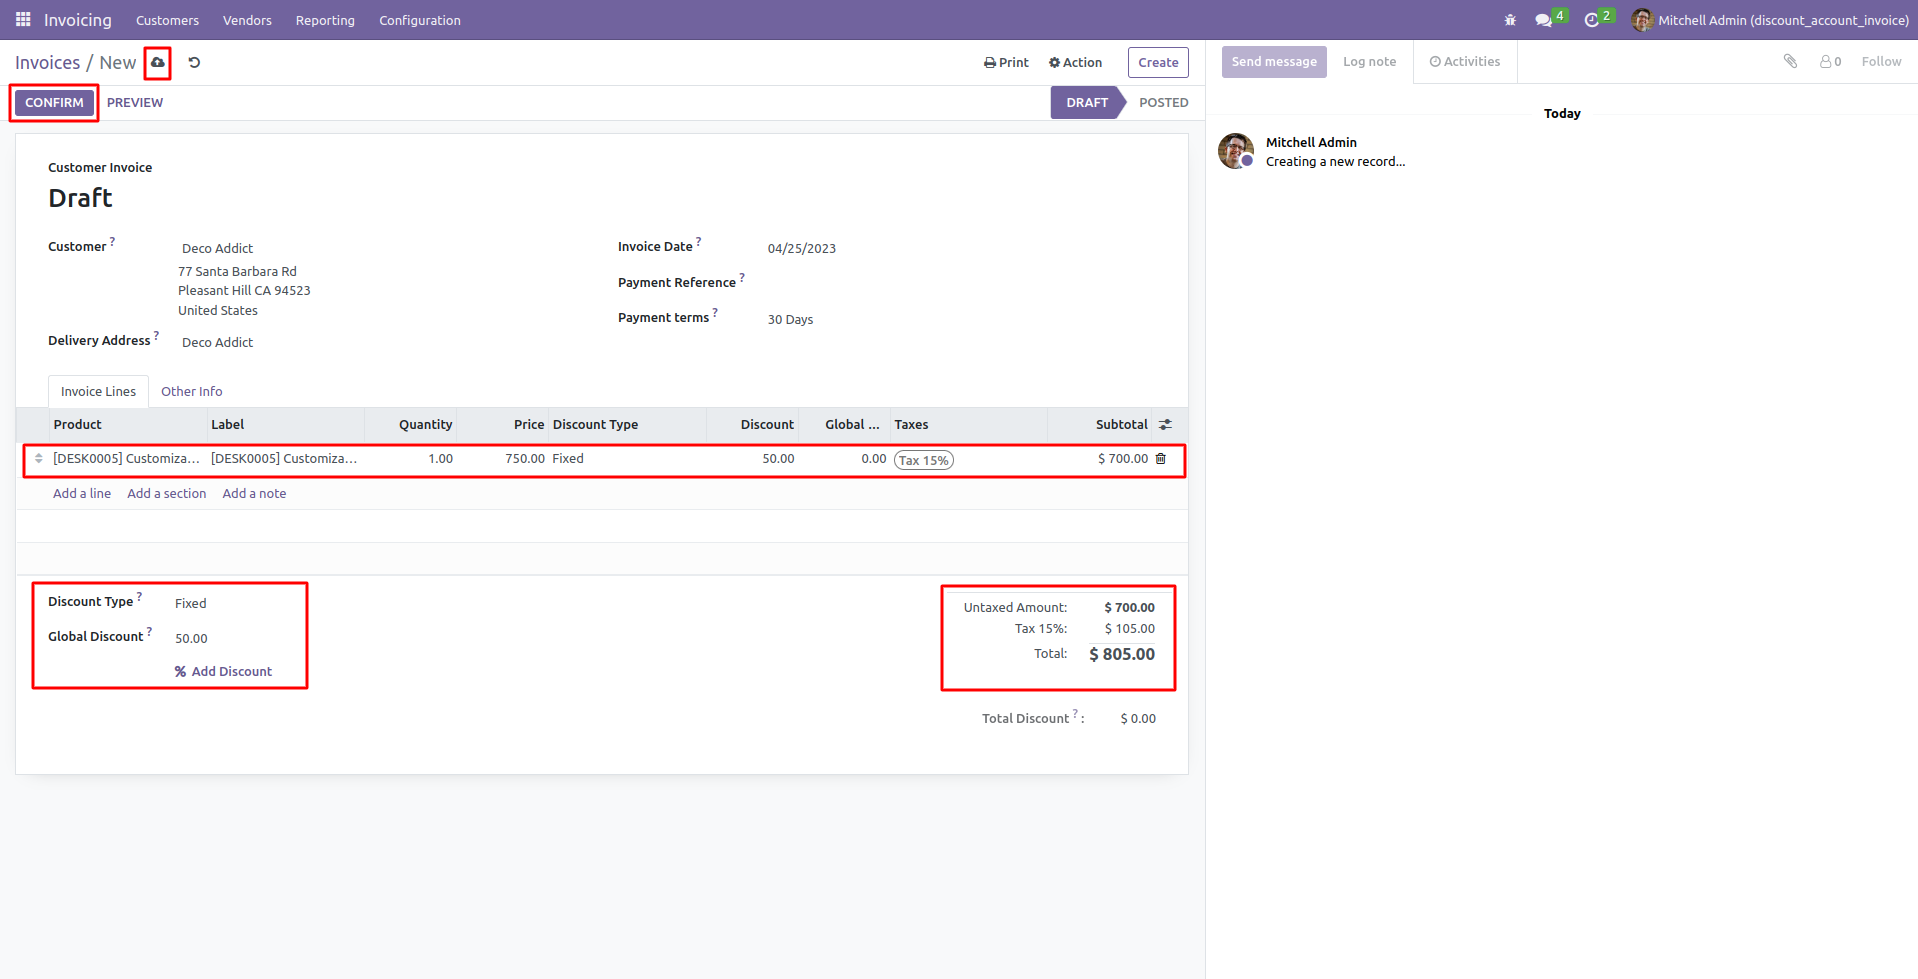 Invoicing Customers Vendors Reporting Configuration 4 2 Mitchell Admin (discount_account_invoice)
Invoices / New Print Action Create
CONFIRM PREVIEW DRAFT POSTED
Customer Invoice
Draft
Customer ? Deco Addict Invoice Date ? 04/25/2023
77 Santa Barbara Rd
Pleasant Hill CA 94523 Payment Reference ?
United States
Payment terms ? 30 Days
Delivery Address ? Deco Addict
Invoice Lines Other Info
Product Label Quantity Price Discount Type Discount Global ... Taxes Subtotal
[DESK0005] Customiza... [DESK0005] Customiza... 1.00 750.00 Fixed 50.00 0.00 Tax 15% $ 700.00
Add a line Add a section Add a note
Discount Type ? Fixed
Global Discount ? 50.00
% Add Discount
Untaxed Amount: $ 700.00
Tax 15%: $ 105.00
Total: $ 805.00
Total Discount ? : $ 0.00
Send message Log note Activities 0 Follow
Today
Mitchell Admin
Creating a new record...